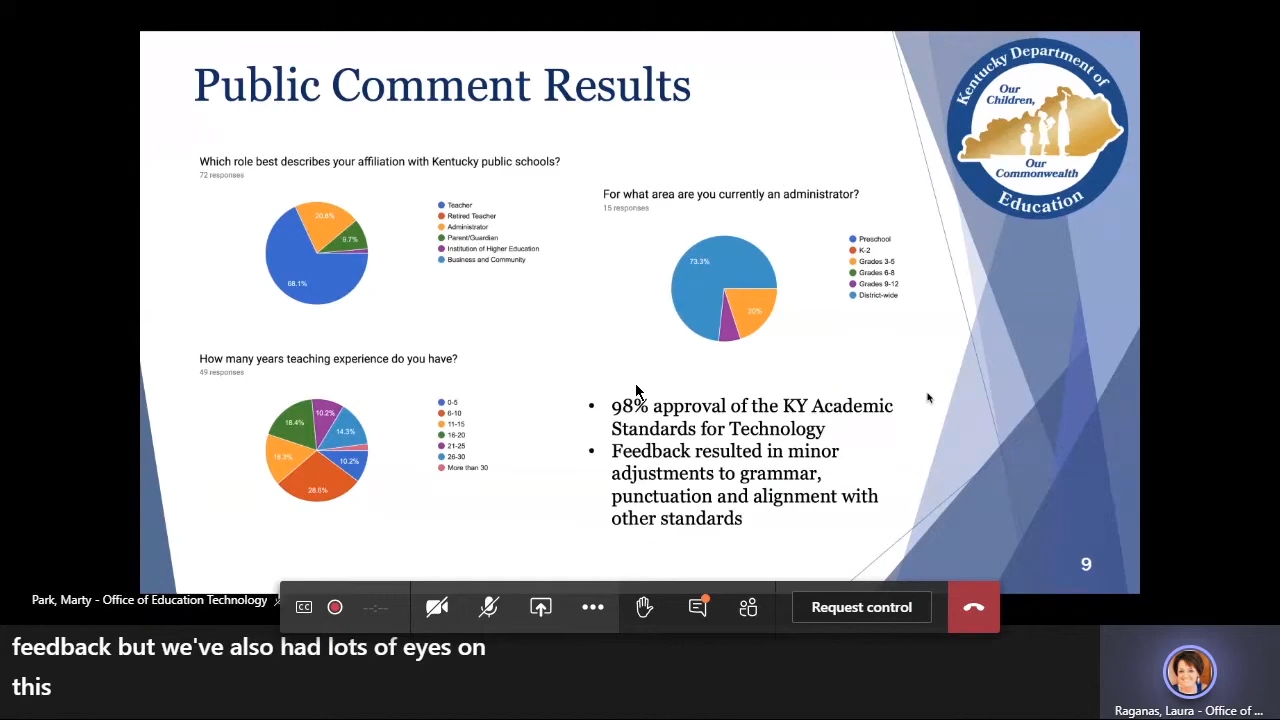 Public Comment Results
Kentucky Department of
Our
Children,
Our
Commonwealth
Education
Which role best describes your affiliation with Kentucky public schools?
72 responses
20.8%
9.7%
68.1%
Teacher
Retired Teacher
Administrator
Parent/Guardian
Institution of Higher Education
Business and Community
For what area are you currently an administrator?
15 responses
73.3%
20%
Preschool
K-2
Grades 3-5
Grades 6-8
Grades 9-12
District-wide
How many years teaching experience do you have?
49 responses
10.2%
18.4%
14.3%
10.2%
28.6%
0-5
6-10
11-15
16-20
21-25
26-30
More than 30
• 98% approval of the KY Academic
Standards for Technology
• Feedback resulted in minor
adjustments to grammar,
punctuation and alignment with
other standards
9
Park, Marty - Office of Education Technology
CC
--:--
Request control
feedback but we've also had lots of eyes on
this
Raganas, Laura - Office of ...